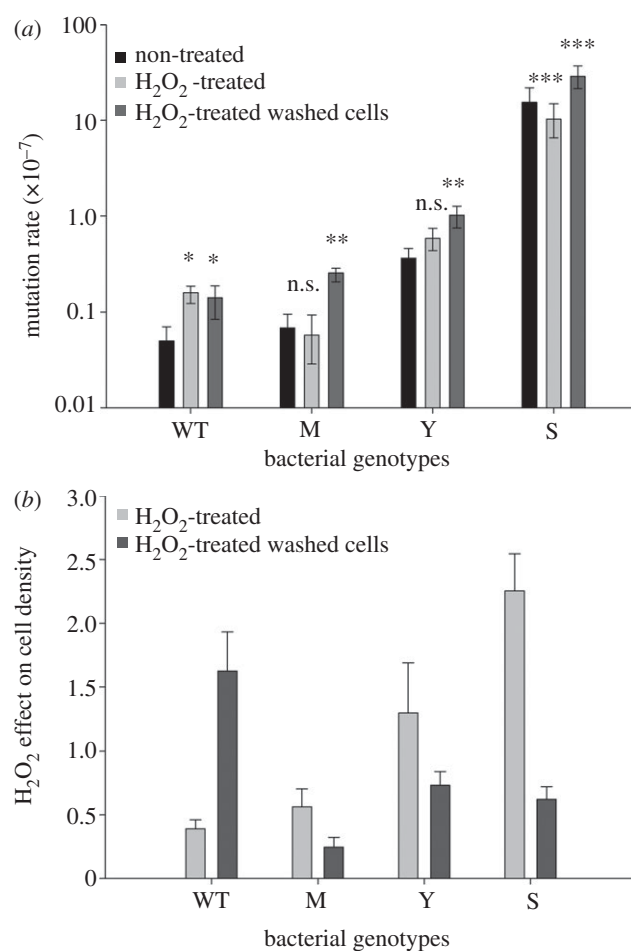 (a)
non-treated
H₂O₂ -treated
H₂O₂-treated washed cells
mutation rate (×10⁻⁷)
100
10
1.0
0.1
0.01
* *
n.s. **
n.s. **
*** ***
WT M Y S
bacterial genotypes
(b)
H₂O₂-treated
H₂O₂-treated washed cells
H₂O₂ effect on cell density
3.0
2.5
2.0
1.5
1.0
0.5
0
WT M Y S
bacterial genotypes